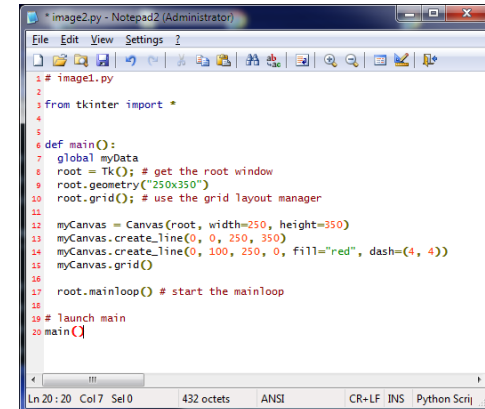 * image2.py - Notepad2 (Administrator)
File Edit View Settings ?
1 # image1.py
2
3 from tkinter import *
4
5
6 def main():
7   global myData
8   root = Tk(); # get the root window
9   root.geometry("250x350")
10   root.grid(); # use the grid layout manager
11
12   myCanvas = Canvas(root, width=250, height=350)
13   myCanvas.create_line(0, 0, 250, 350)
14   myCanvas.create_line(0, 100, 250, 0, fill="red", dash=(4, 4))
15   myCanvas.grid()
16
17   root.mainloop() # start the mainloop
18
19 # launch main
20 main()
Ln 20 : 20 Col 7 Sel 0 432 octets ANSI CR+LF INS Python Scrip